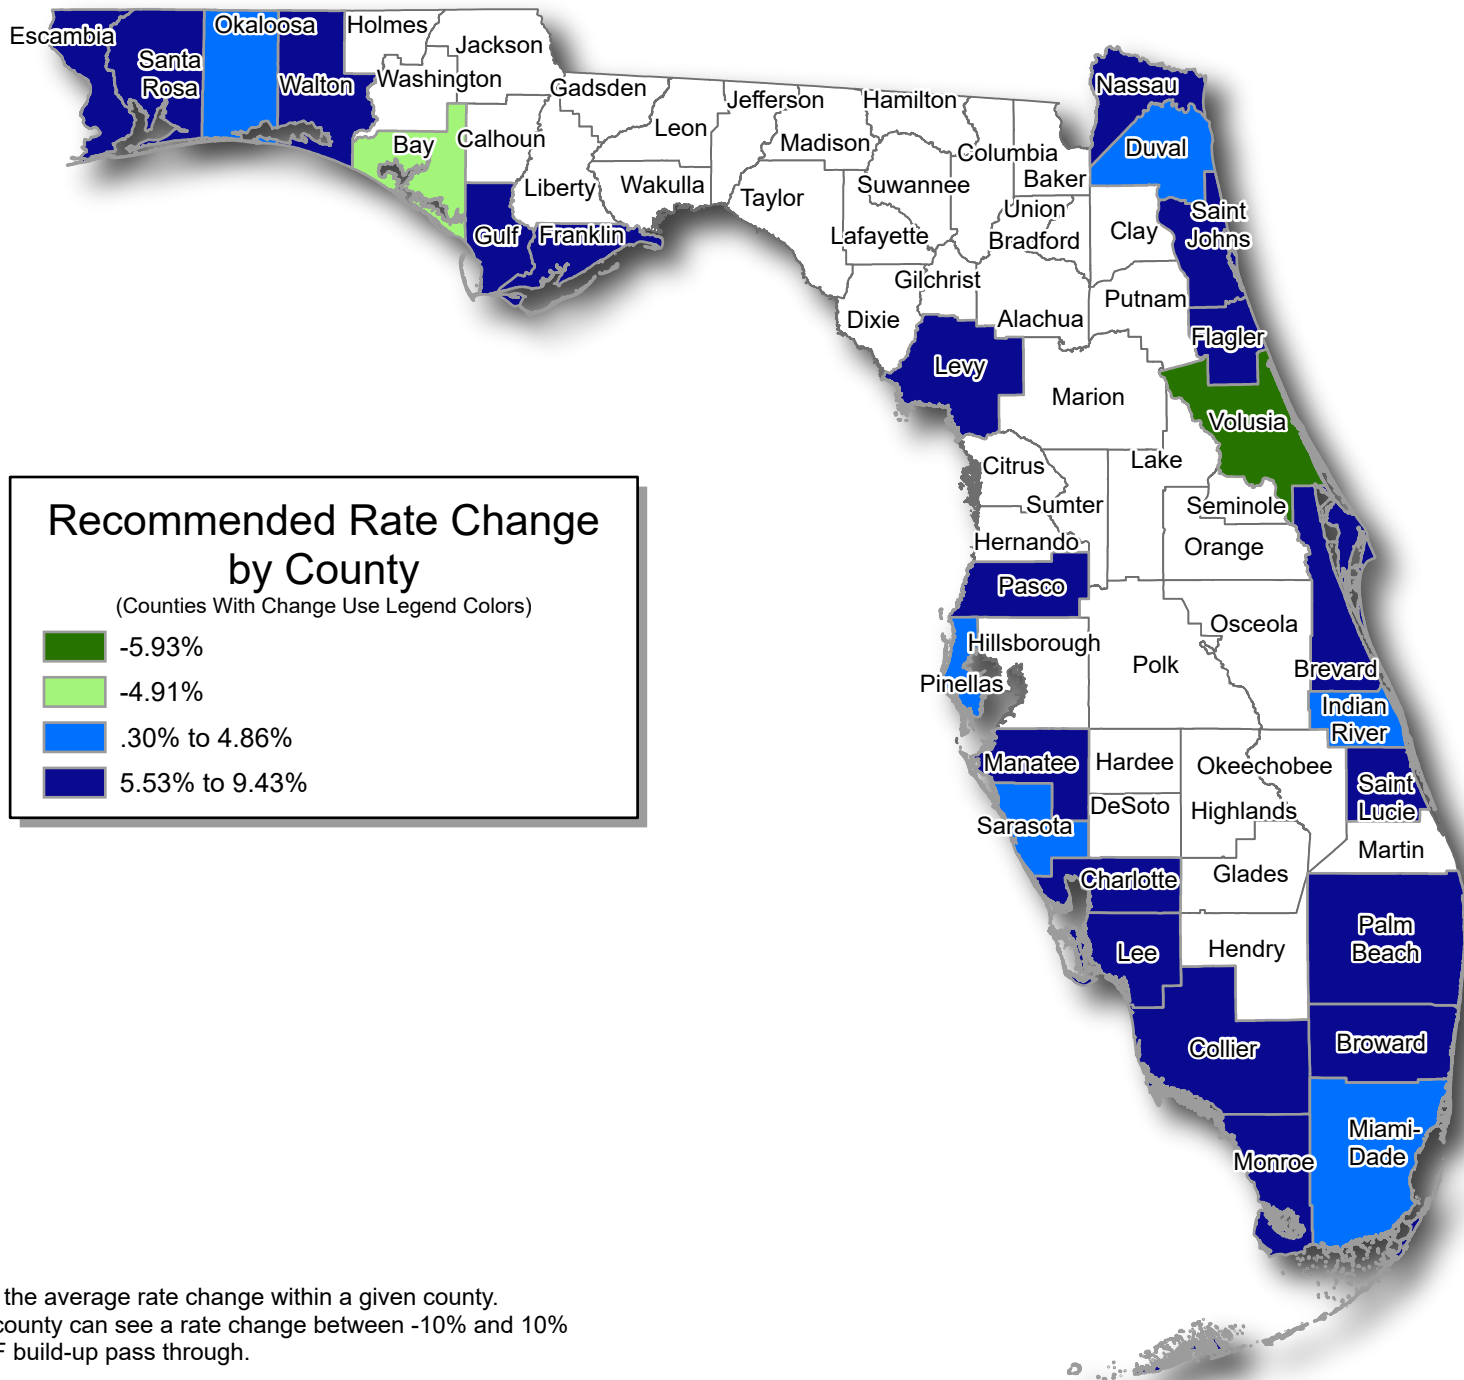 Escambia
Santa
Rosa
Okaloosa
Walton
Holmes
Jackson
Washington
Bay
Calhoun
Gulf
Franklin
Liberty
Gadsden
Leon
Wakulla
Jefferson
Madison
Taylor
Hamilton
Suwannee
Lafayette
Columbia
Baker
Union
Bradford
Gilchrist
Dixie
Alachua
Nassau
Duval
Saint
Johns
Clay
Putnam
Flagler
Levy
Marion
Volusia
Citrus
Lake
Sumter
Seminole
Hernando
Orange
Pasco
Osceola
Hillsborough
Polk
Brevard
Pinellas
Indian
River
Manatee
Hardee
Okeechobee
Saint
Lucie
DeSoto
Highlands
Sarasota
Martin
Charlotte
Glades
Palm
Beach
Lee
Hendry
Collier
Broward
Miami-
Dade
Monroe
Recommended Rate Change
by County
(Counties With Change Use Legend Colors)
-5.93%
-4.91%
.30% to 4.86%
5.53% to 9.43%
the average rate change within a given county.
county can see a rate change between -10% and 10%
F build-up pass through.